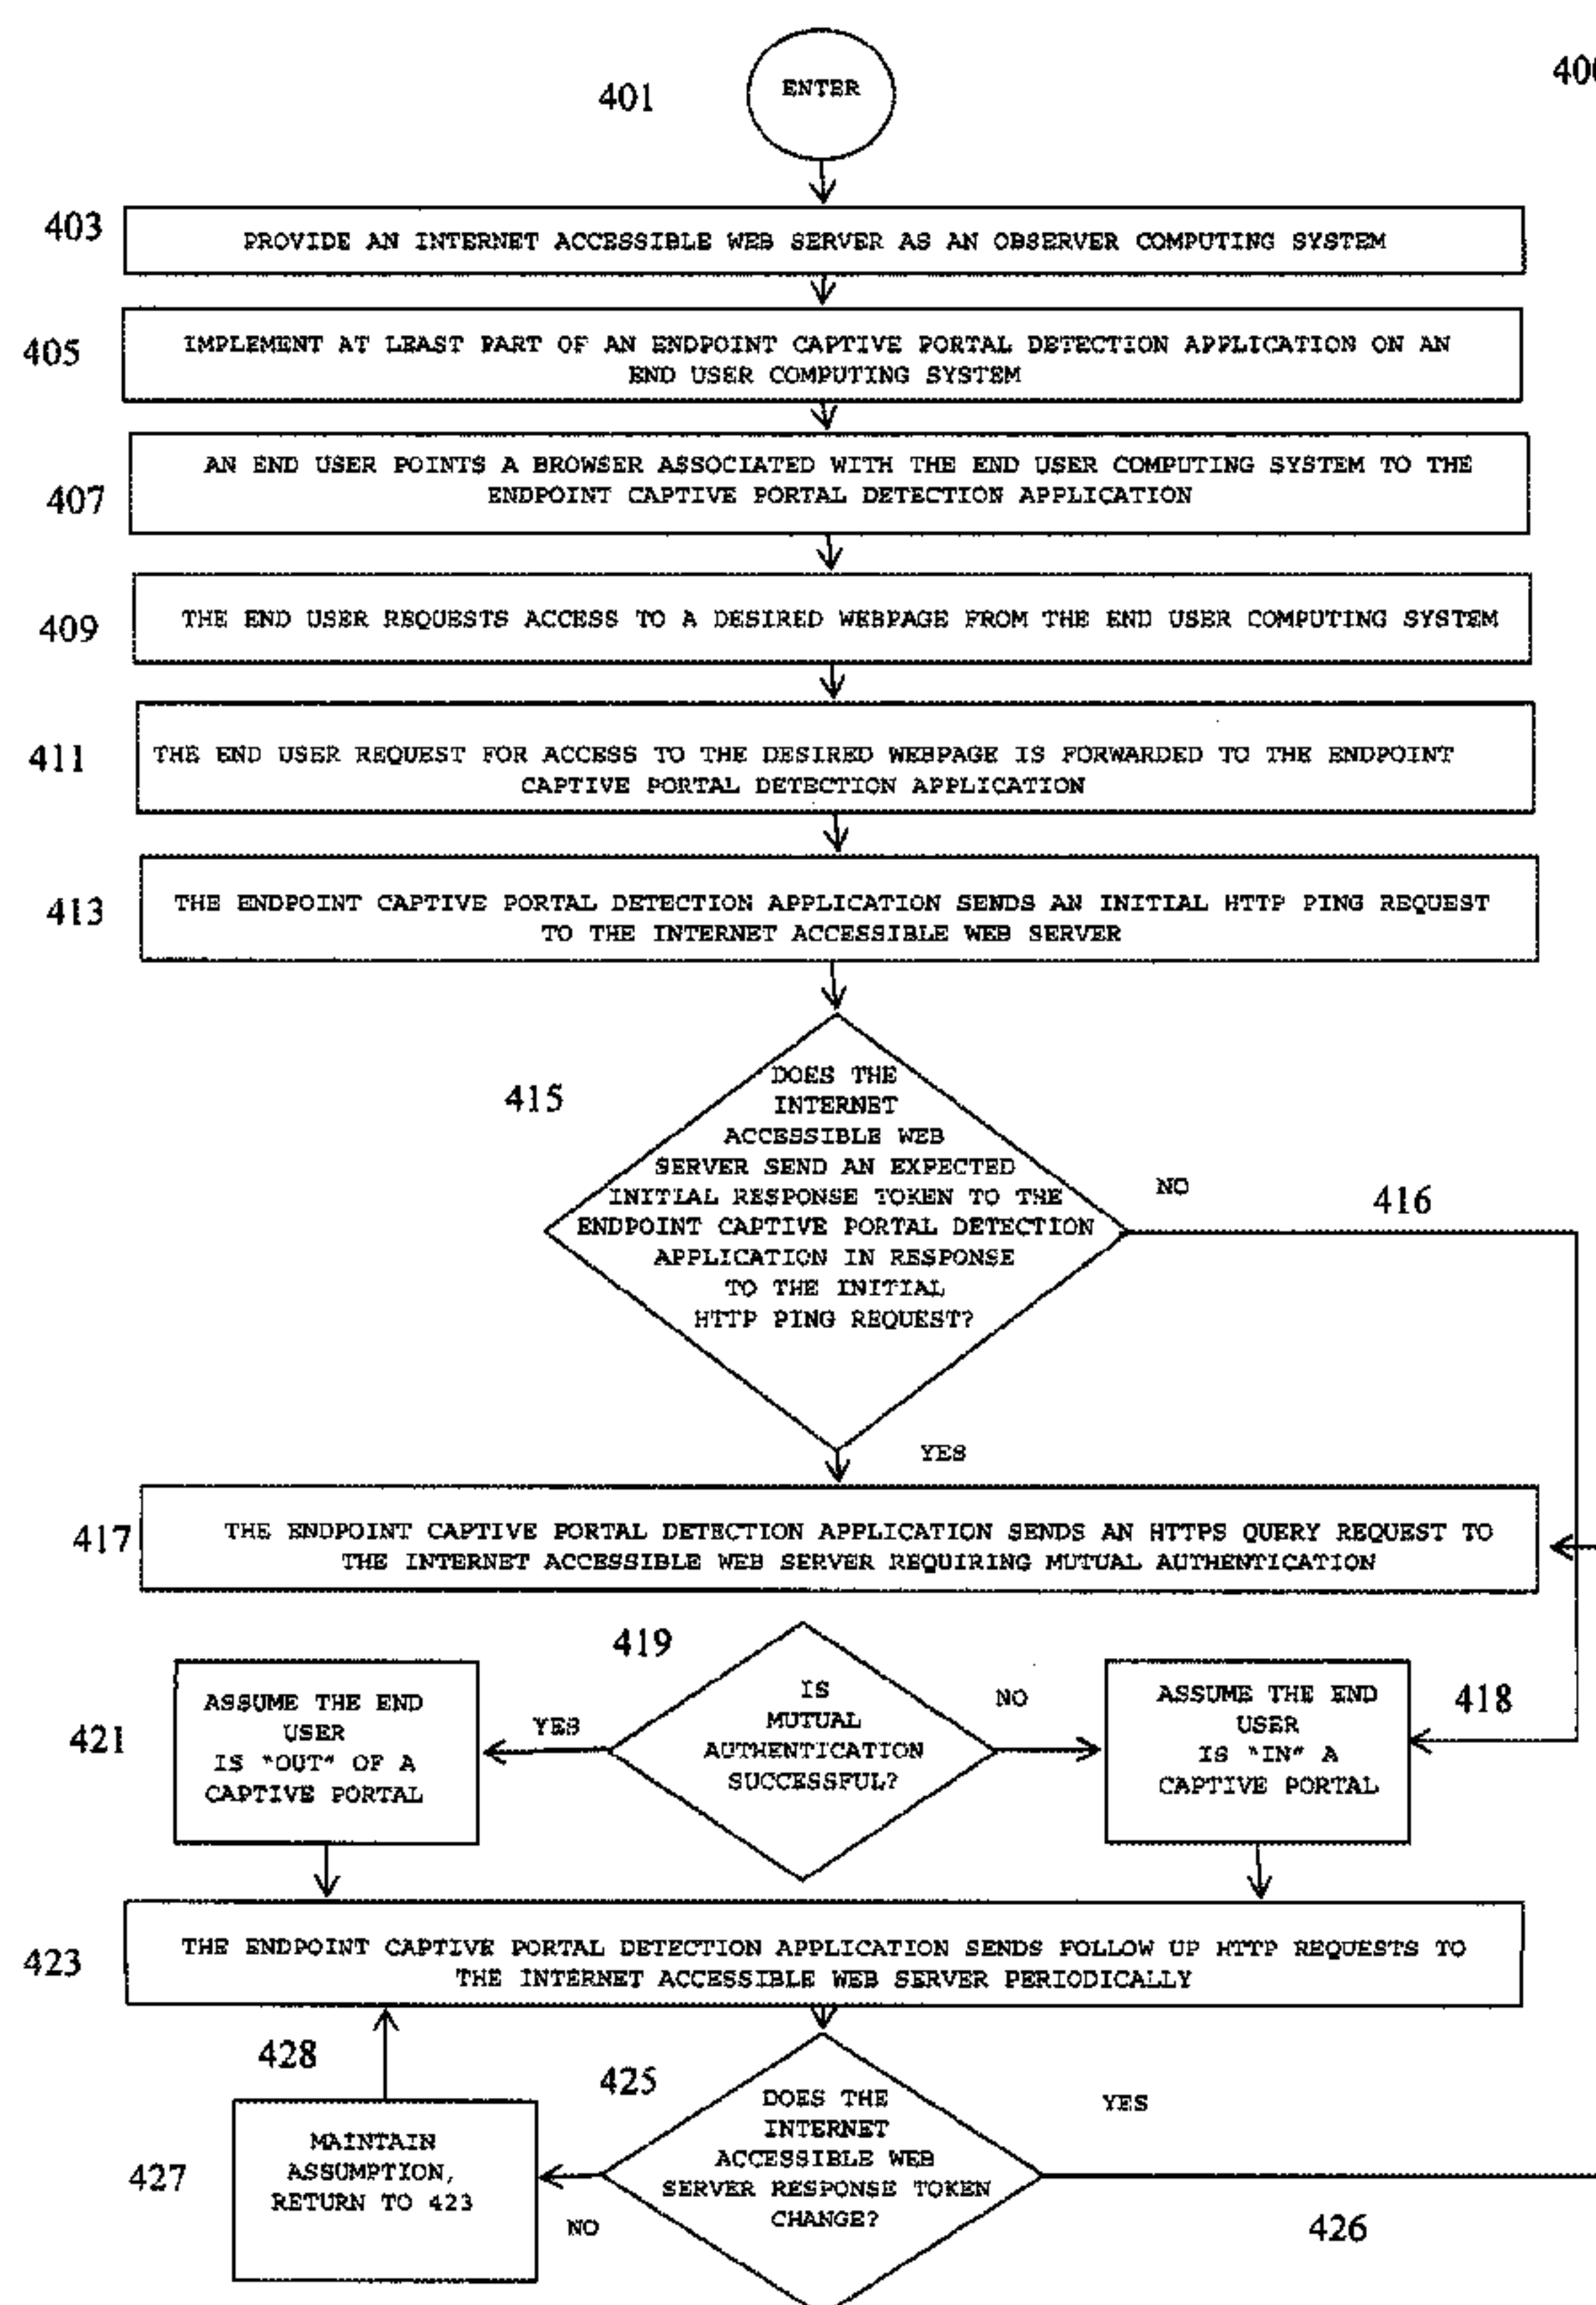 400
401
ENTER
403
PROVIDE AN INTERNET ACCESSIBLE WEB SERVER AS AN OBSERVER COMPUTING SYSTEM
405
IMPLEMENT AT LEAST PART OF AN ENDPOINT CAPTIVE PORTAL DETECTION APPLICATION ON AN
END USER COMPUTING SYSTEM
407
AN END USER POINTS A BROWSER ASSOCIATED WITH THE END USER COMPUTING SYSTEM TO THE
ENDPOINT CAPTIVE PORTAL DETECTION APPLICATION
409
THE END USER REQUESTS ACCESS TO A DESIRED WEBPAGE FROM THE END USER COMPUTING SYSTEM
411
THE END USER REQUEST FOR ACCESS TO THE DESIRED WEBPAGE IS FORWARDED TO THE ENDPOINT
CAPTIVE PORTAL DETECTION APPLICATION
413
THE ENDPOINT CAPTIVE PORTAL DETECTION APPLICATION SENDS AN INITIAL HTTP PING REQUEST
TO THE INTERNET ACCESSIBLE WEB SERVER
415
DOES THE
INTERNET
ACCESSIBLE WEB
SERVER SEND AN EXPECTED
INITIAL RESPONSE TOKEN TO THE
ENDPOINT CAPTIVE PORTAL DETECTION
APPLICATION IN RESPONSE
TO THE INITIAL
HTTP PING REQUEST?
NO
416
YES
417
THE ENDPOINT CAPTIVE PORTAL DETECTION APPLICATION SENDS AN HTTPS QUERY REQUEST TO
THE INTERNET ACCESSIBLE WEB SERVER REQUIRING MUTUAL AUTHENTICATION
419
IS
MUTUAL
AUTHENTICATION
SUCCESSFUL?
YES
NO
421
ASSUME THE END
USER
IS "OUT" OF A
CAPTIVE PORTAL
ASSUME THE END
USER
IS "IN" A
CAPTIVE PORTAL
418
423
THE ENDPOINT CAPTIVE PORTAL DETECTION APPLICATION SENDS FOLLOW UP HTTP REQUESTS TO
THE INTERNET ACCESSIBLE WEB SERVER PERIODICALLY
428
425
DOES THE
INTERNET
ACCESSIBLE WEB
SERVER RESPONSE TOKEN
CHANGE?
YES
426
NO
427
MAINTAIN
ASSUMPTION,
RETURN TO 423